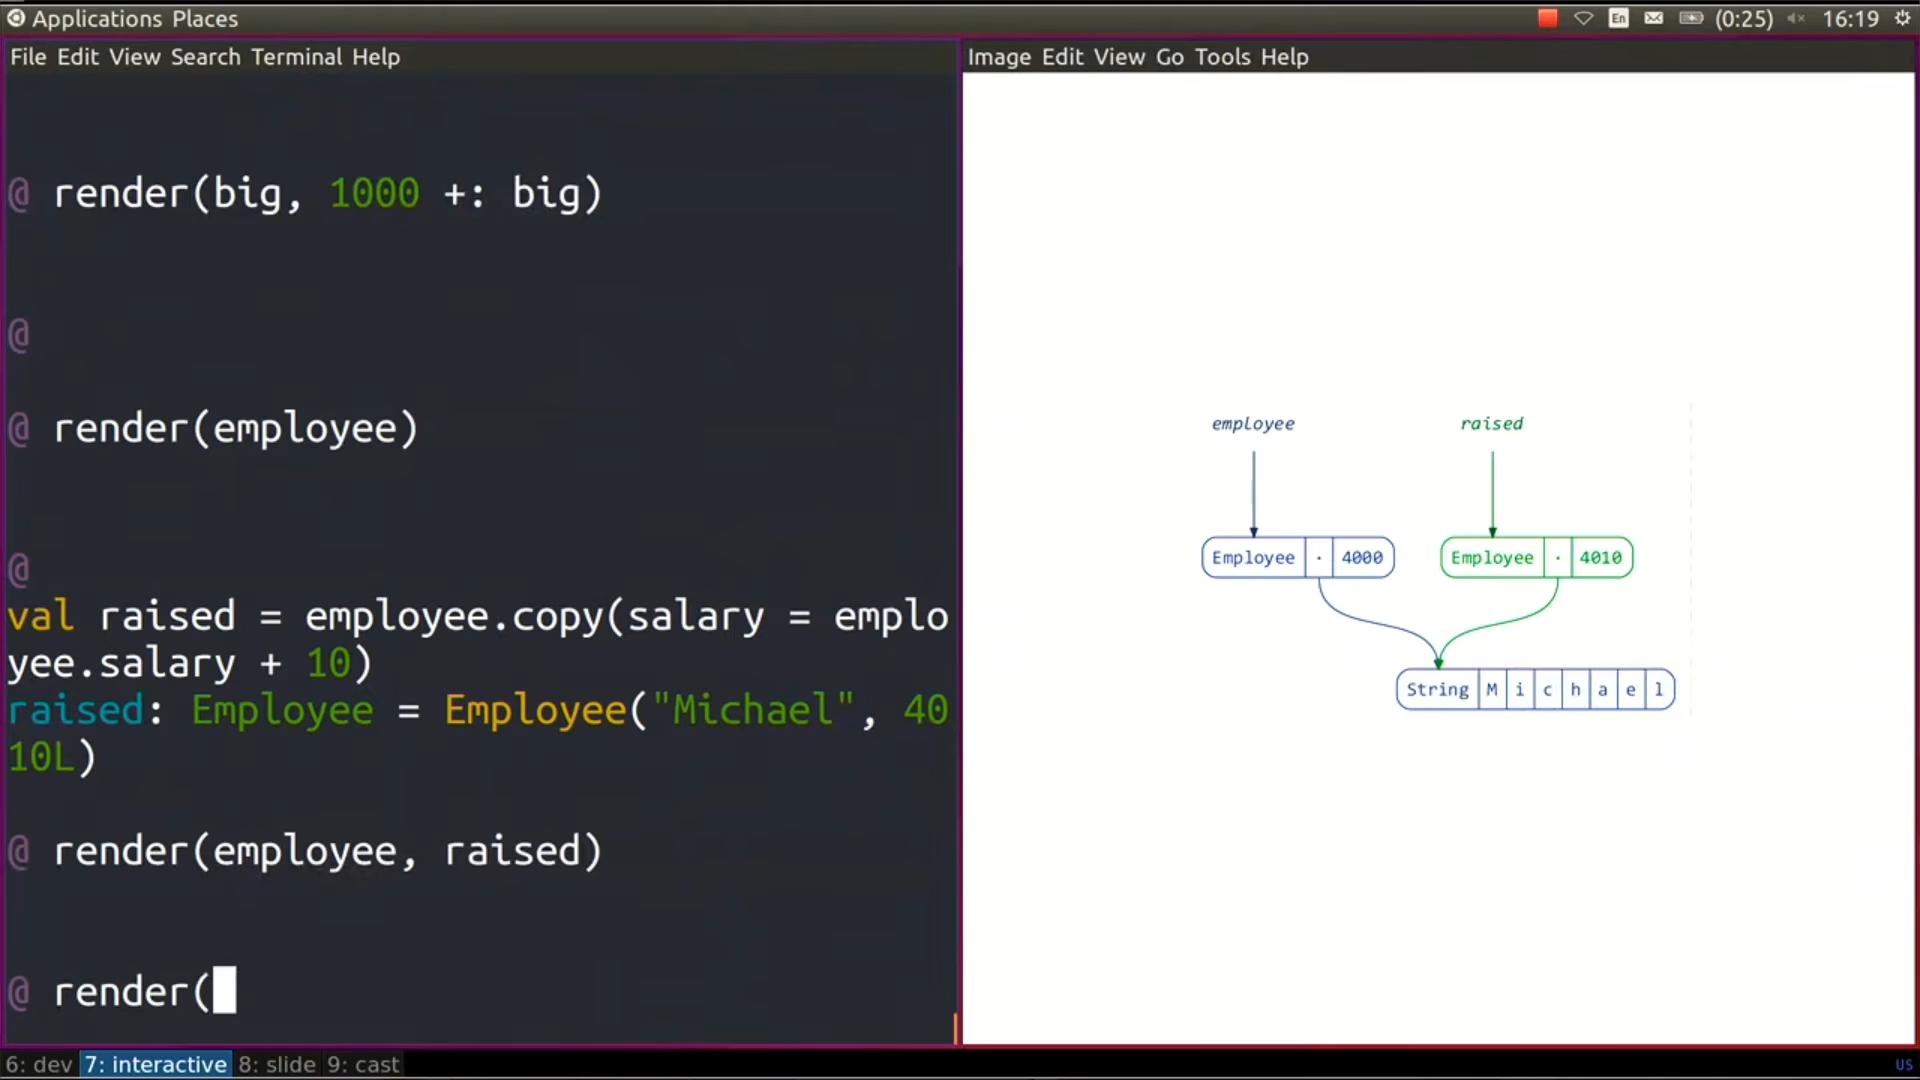 Applications Places
En (0:25) 16:19
File Edit View Search Terminal Help
@ render(big, 1000 +: big)
@
@ render(employee)
@
val raised = employee.copy(salary = emplo
yee.salary + 10)
raised: Employee = Employee("Michael", 40
10L)
@ render(employee, raised)
@ render(
Image Edit View Go Tools Help
employee raised
Employee · 4000 Employee · 4010
String M i c h a e l
6: dev 7: interactive 8: slide 9: cast
US